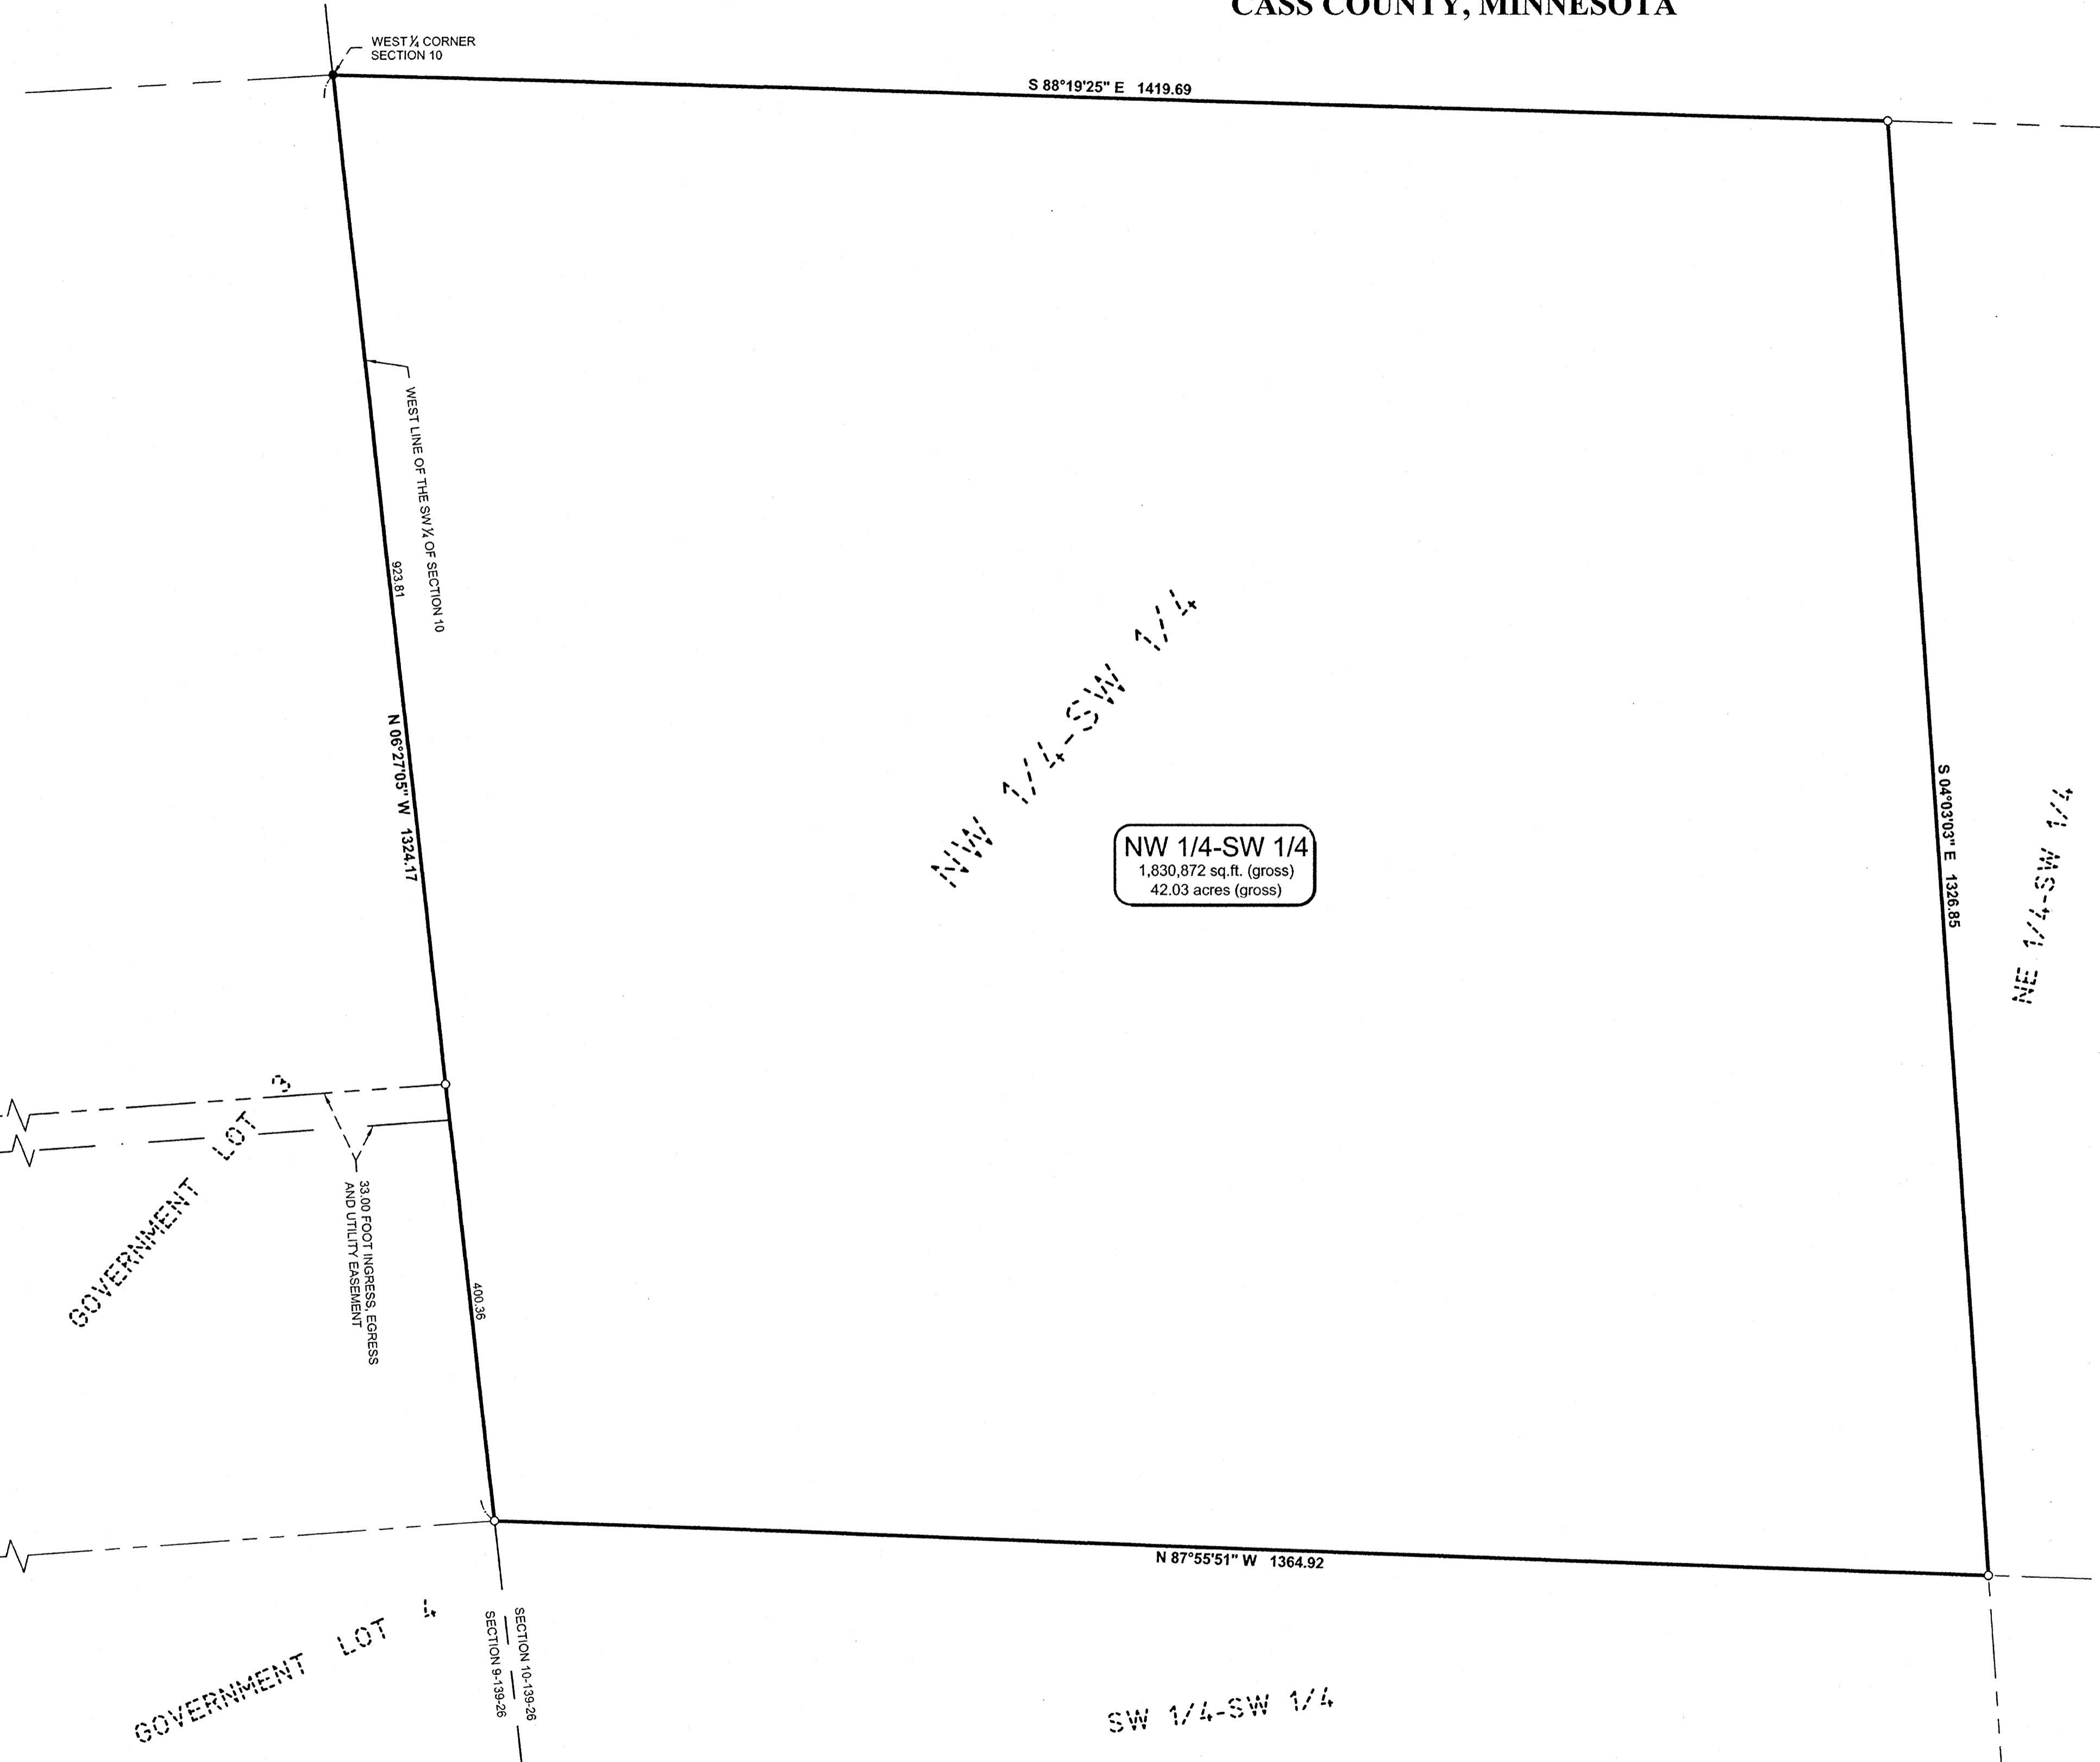 CASS COUNTY, MINNESOTA
WEST 1/4 CORNER
SECTION 10
S 88°19'25" E 1419.69
WEST LINE OF THE SW 1/4 OF SECTION 10
923.81
N 06°27'05" W 1324.17
NW 1/4-SW 1/4
NW 1/4-SW 1/4
1,830,872 sq.ft. (gross)
42.03 acres (gross)
S 04°03'03" E 1326.85
NE 1/4-SW 1/4
GOVERNMENT LOT 3
33.00 FOOT INGRESS, EGRESS
AND UTILITY EASEMENT
400.36
N 87°55'51" W 1364.92
GOVERNMENT LOT 4
SECTION 10-139-26
SECTION 9-139-26
SW 1/4-SW 1/4